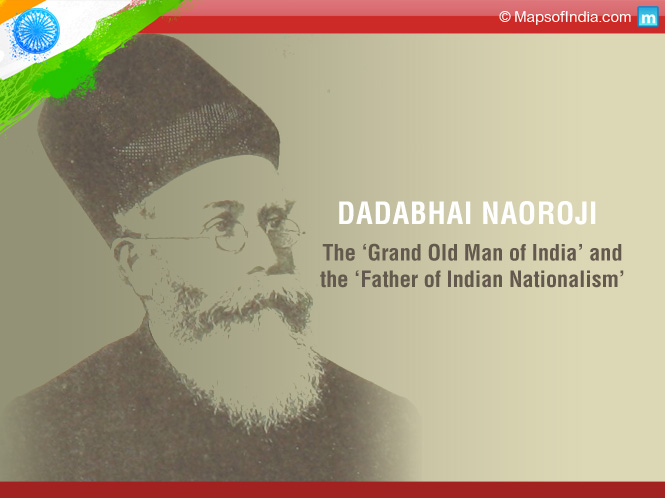 © MapsofIndia.com m
DADABHAI NAOROJI
The ‘Grand Old Man of India’ and
the ‘Father of Indian Nationalism’